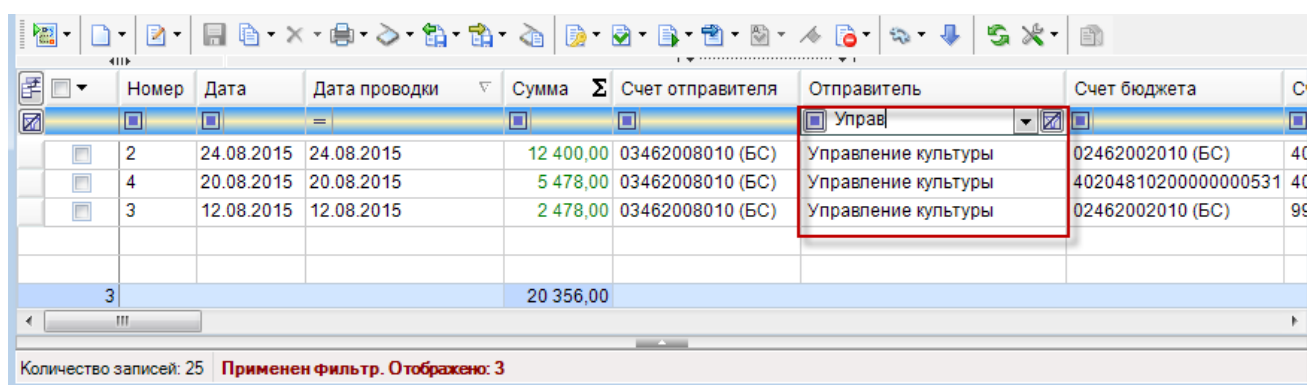 Номер Дата Дата проводки Сумма Σ Счет отправителя Отправитель Счет бюджета
= Управ
2 24.08.2015 24.08.2015 12 400,00 03462008010 (БС) Управление культуры 02462002010 (БС) 40
4 20.08.2015 20.08.2015 5 478,00 03462008010 (БС) Управление культуры 40204810200000000531 40
3 12.08.2015 12.08.2015 2 478,00 03462008010 (БС) Управление культуры 02462002010 (БС) 99
3 20 356,00
Количество записей: 25 Применен фильтр. Отображено: 3